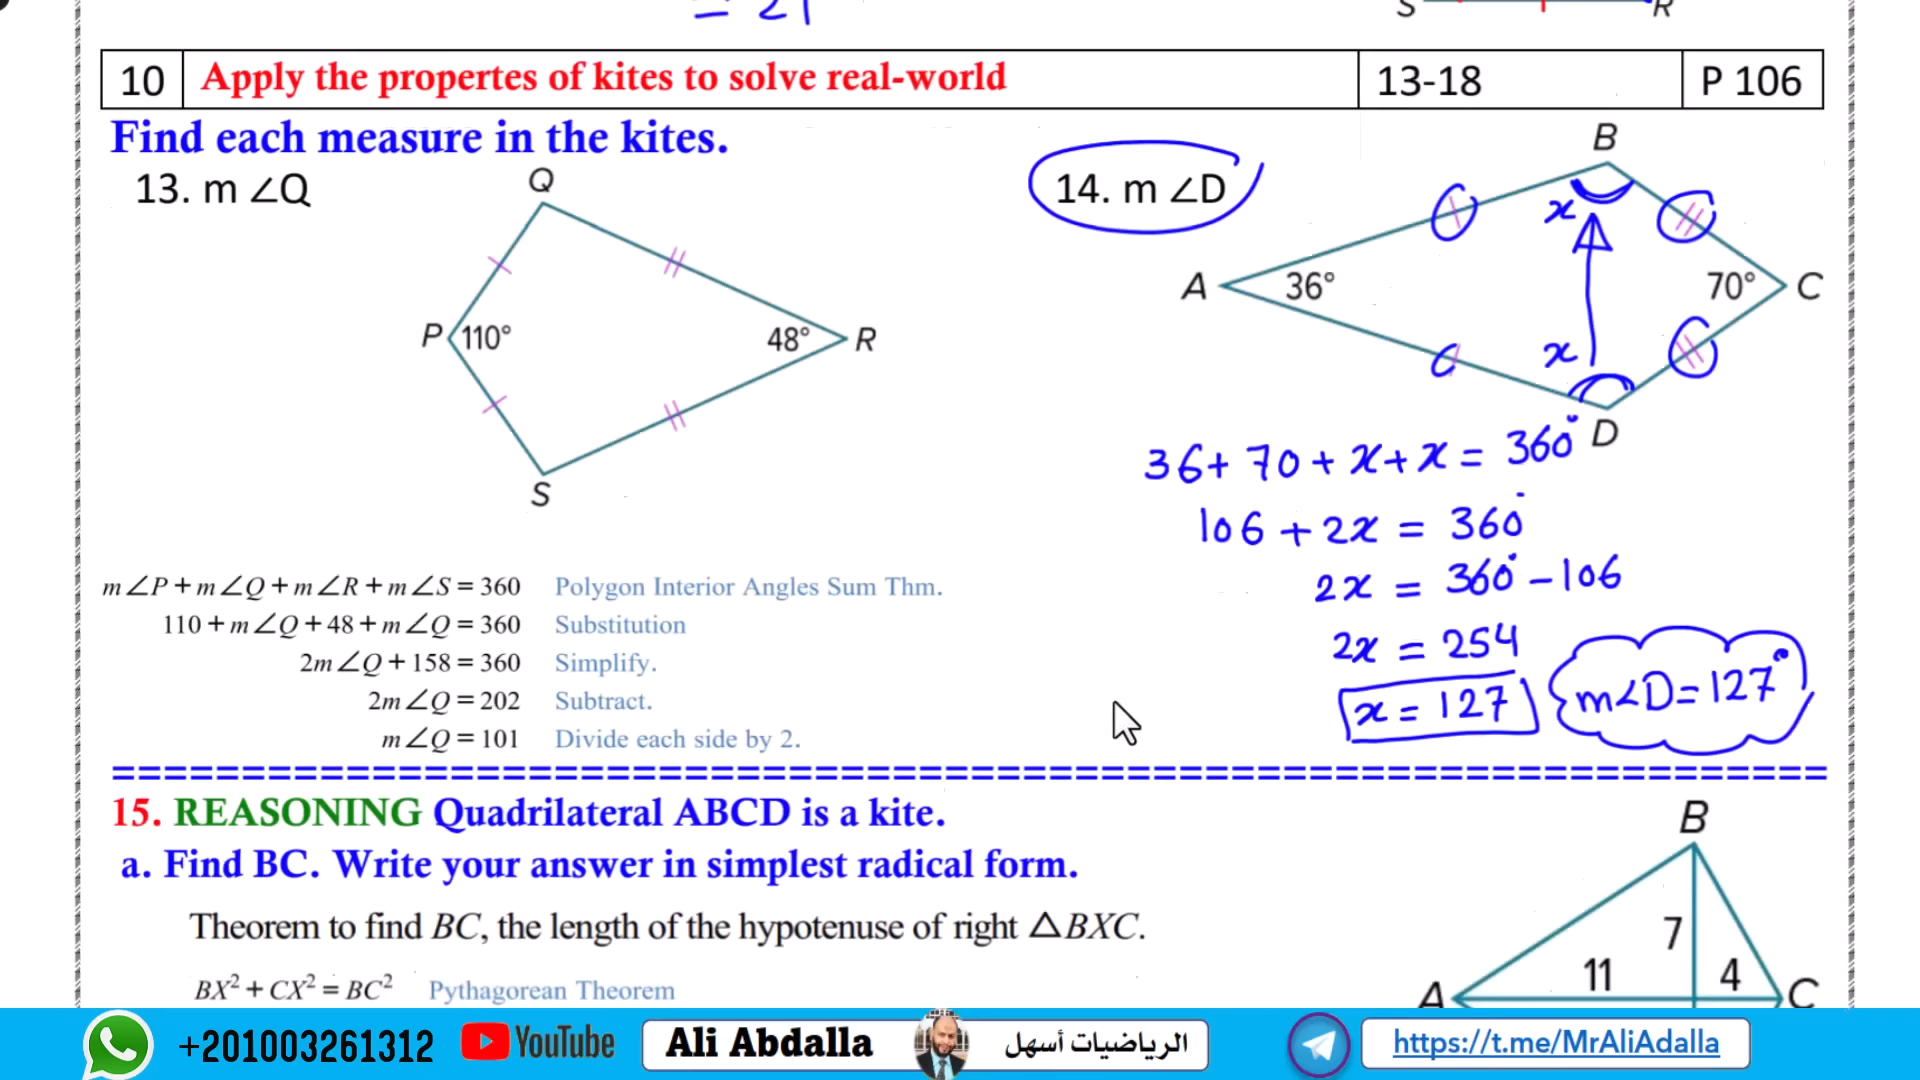 = 21
S R
10 Apply the propertes of kites to solve real-world 13-18 P 106
Find each measure in the kites.
13. m ∠Q
Q
P 110° 48° R
S
14. m ∠D
B
x
A 36° 70° C
x
D
36 + 70 + x + x = 360°
106 + 2x = 360°
2x = 360° - 106
2x = 254
x = 127
m∠D = 127°
m∠P + m∠Q + m∠R + m∠S = 360 Polygon Interior Angles Sum Thm.
110 + m∠Q + 48 + m∠Q = 360 Substitution
2m∠Q + 158 = 360 Simplify.
2m∠Q = 202 Subtract.
m∠Q = 101 Divide each side by 2.
15. REASONING Quadrilateral ABCD is a kite.
a. Find BC. Write your answer in simplest radical form.
Theorem to find BC, the length of the hypotenuse of right △BXC.
BX² + CX² = BC² Pythagorean Theorem
B
7
11 4
A C
+201003261312 YouTube Ali Abdalla الرياضيات أسهل https://t.me/MrAliAdalla